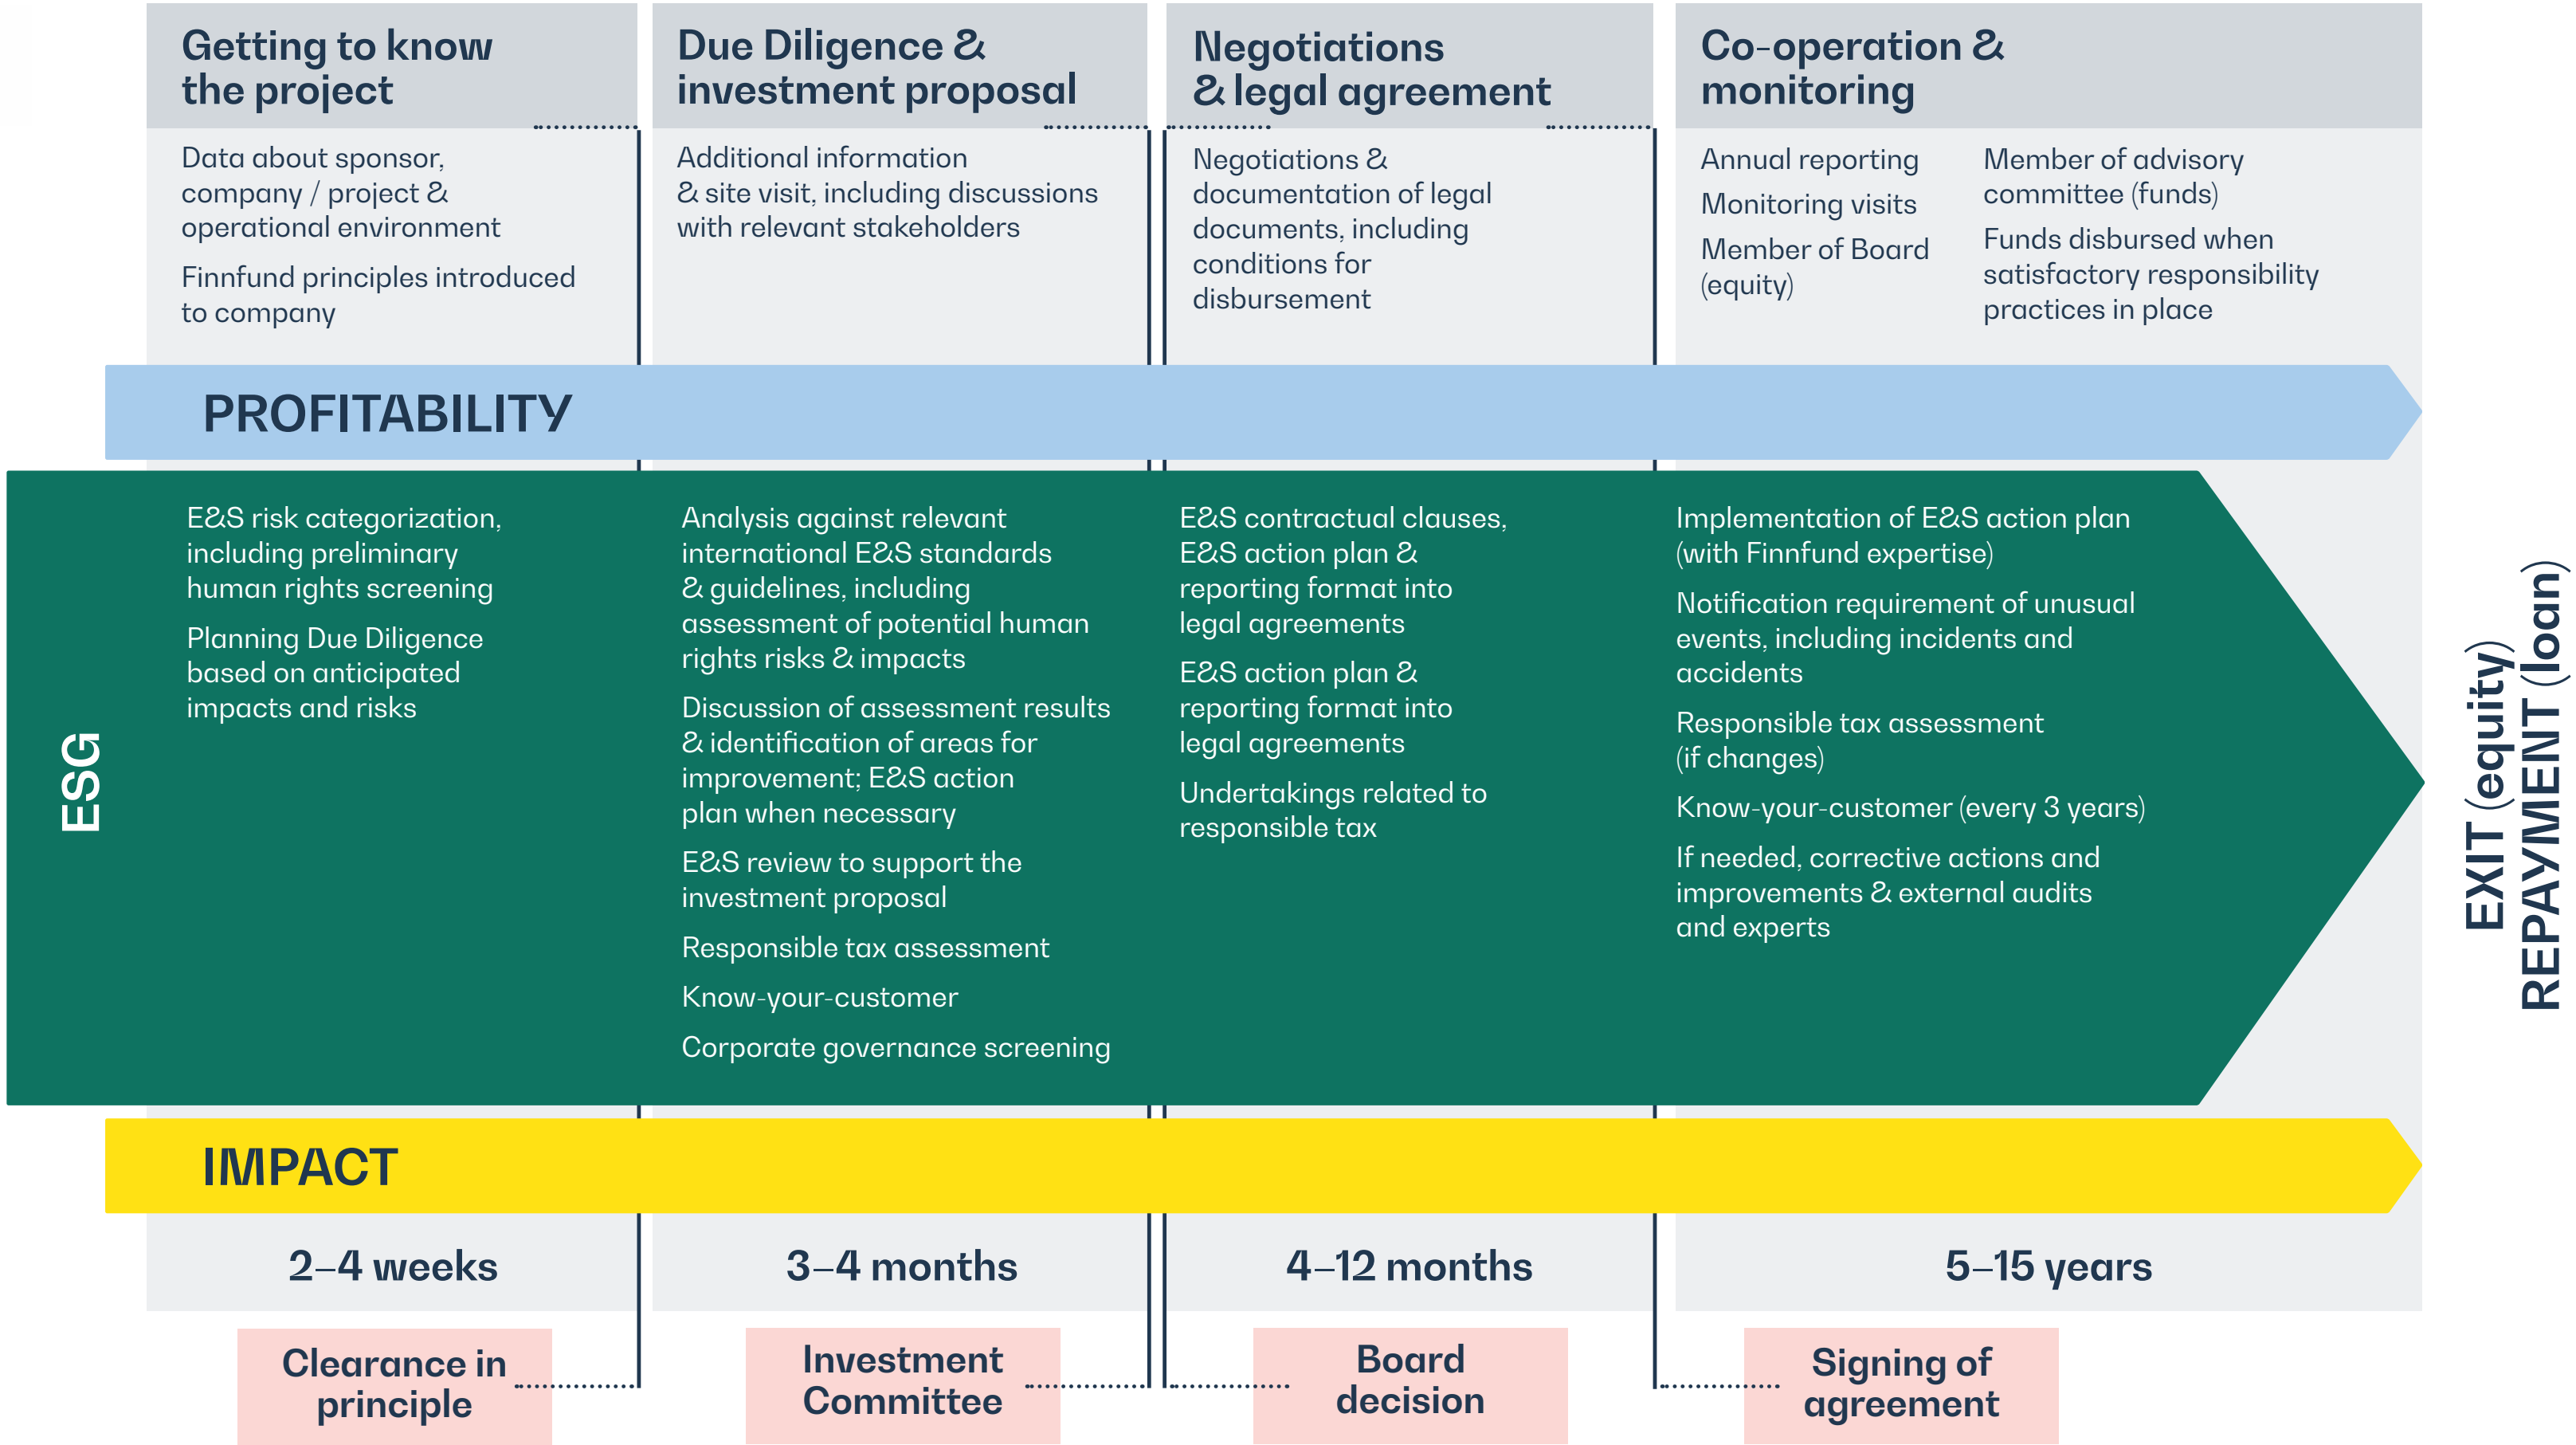 Getting to know
the project
Data about sponsor,
company / project &
operational environment
Finnfund principles introduced
to company
Due Diligence &
investment proposal
Additional information
& site visit, including discussions
with relevant stakeholders
Negotiations
& legal agreement
Negotiations &
documentation of legal
documents, including
conditions for
disbursement
Co-operation &
monitoring
Annual reporting
Monitoring visits
Member of Board
(equity)
Member of advisory
committee (funds)
Funds disbursed when
satisfactory responsibility
practices in place
PROFITABILITY
ESG
E&S risk categorization,
including preliminary
human rights screening
Planning Due Diligence
based on anticipated
impacts and risks
Analysis against relevant
international E&S standards
& guidelines, including
assessment of potential human
rights risks & impacts
Discussion of assessment results
& identification of areas for
improvement; E&S action
plan when necessary
E&S review to support the
investment proposal
Responsible tax assessment
Know-your-customer
Corporate governance screening
E&S contractual clauses,
E&S action plan &
reporting format into
legal agreements
E&S action plan &
reporting format into
legal agreements
Undertakings related to
responsible tax
Implementation of E&S action plan
(with Finnfund expertise)
Notification requirement of unusual
events, including incidents and
accidents
Responsible tax assessment
(if changes)
Know-your-customer (every 3 years)
If needed, corrective actions and
improvements & external audits
and experts
EXIT (equity)
REPAYMENT (loan)
IMPACT
2–4 weeks
3–4 months
4–12 months
5–15 years
Clearance in
principle
Investment
Committee
Board
decision
Signing of
agreement